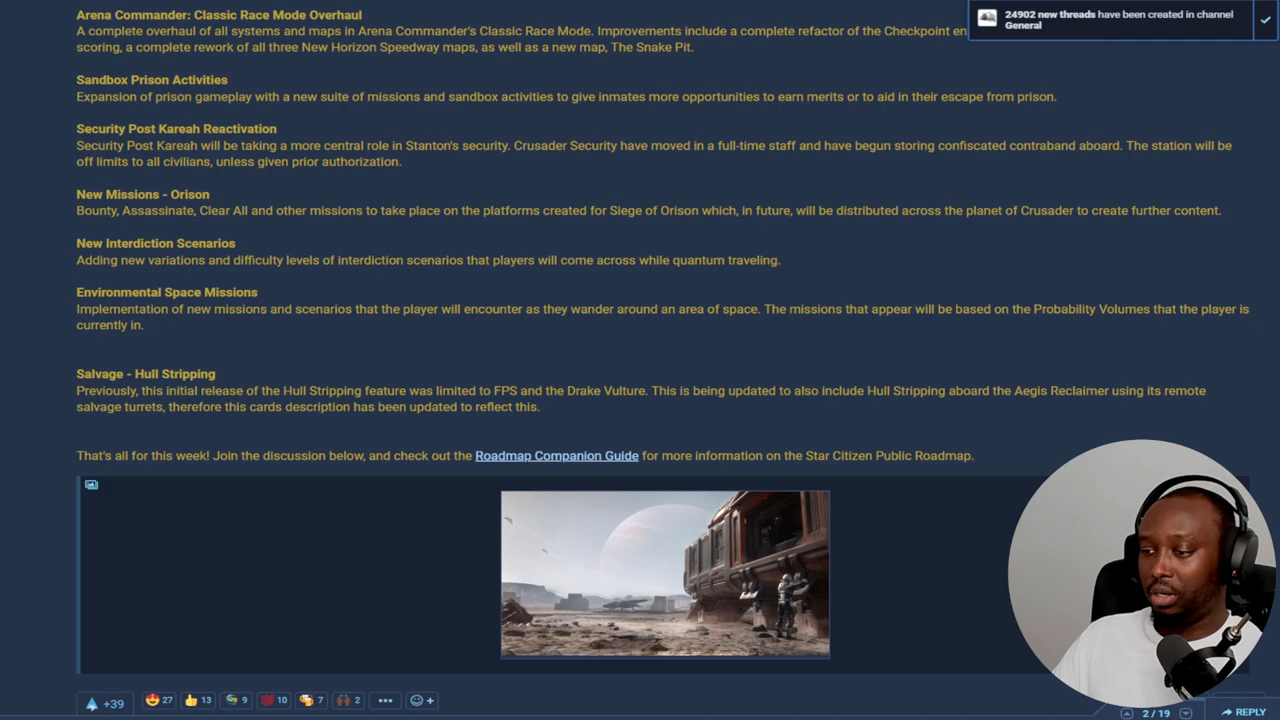 Arena Commander: Classic Race Mode Overhaul
A complete overhaul of all systems and maps in Arena Commander's Classic Race Mode. Improvements include a complete refactor of the Checkpoint en
scoring, a complete rework of all three New Horizon Speedway maps, as well as a new map, The Snake Pit.
24902 new threads have been created in channel
General
Sandbox Prison Activities
Expansion of prison gameplay with a new suite of missions and sandbox activities to give inmates more opportunities to earn merits or to aid in their escape from prison.
Security Post Kareah Reactivation
Security Post Kareah will be taking a more central role in Stanton's security. Crusader Security have moved in a full-time staff and have begun storing confiscated contraband aboard. The station will be
off limits to all civilians, unless given prior authorization.
New Missions - Orison
Bounty, Assassinate, Clear All and other missions to take place on the platforms created for Siege of Orison which, in future, will be distributed across the planet of Crusader to create further content.
New Interdiction Scenarios
Adding new variations and difficulty levels of interdiction scenarios that players will come across while quantum traveling.
Environmental Space Missions
Implementation of new missions and scenarios that the player will encounter as they wander around an area of space. The missions that appear will be based on the Probability Volumes that the player is
currently in.
Salvage - Hull Stripping
Previously, this initial release of the Hull Stripping feature was limited to FPS and the Drake Vulture. This is being updated to also include Hull Stripping aboard the Aegis Reclaimer using its remote
salvage turrets, therefore this cards description has been updated to reflect this.
That's all for this week! Join the discussion below, and check out the Roadmap Companion Guide for more information on the Star Citizen Public Roadmap.
+39 27 13 9 10 7 2 ••• +
2 / 19 REPLY